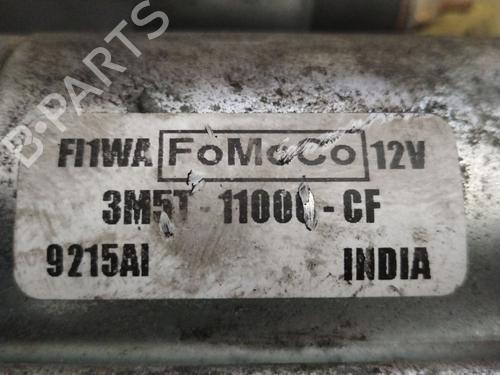 B-PARTS
FI1WA FoMoCo 12V
3M5T - 11000 - CF
9215AI INDIA